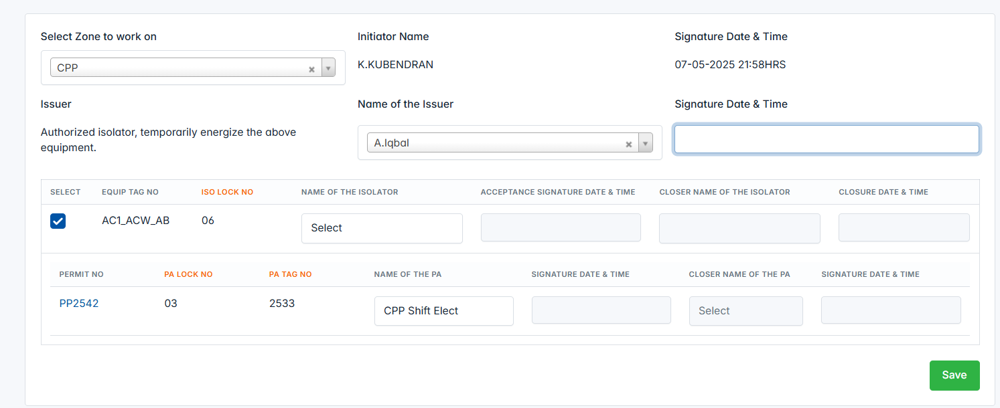 Select Zone to work on
Initiator Name
Signature Date & Time
CPP
K.KUBENDRAN
07-05-2025 21:58HRS
Issuer
Name of the Issuer
Signature Date & Time
Authorized isolator, temporarily energize the above
equipment.
A.Iqbal
SELECT EQUIP TAG NO ISO LOCK NO NAME OF THE ISOLATOR ACCEPTANCE SIGNATURE DATE & TIME CLOSER NAME OF THE ISOLATOR CLOSURE DATE & TIME
AC1_ACW_AB 06 Select
PERMIT NO PA LOCK NO PA TAG NO NAME OF THE PA SIGNATURE DATE & TIME CLOSER NAME OF THE PA SIGNATURE DATE & TIME
PP2542 03 2533 CPP Shift Elect Select
Save